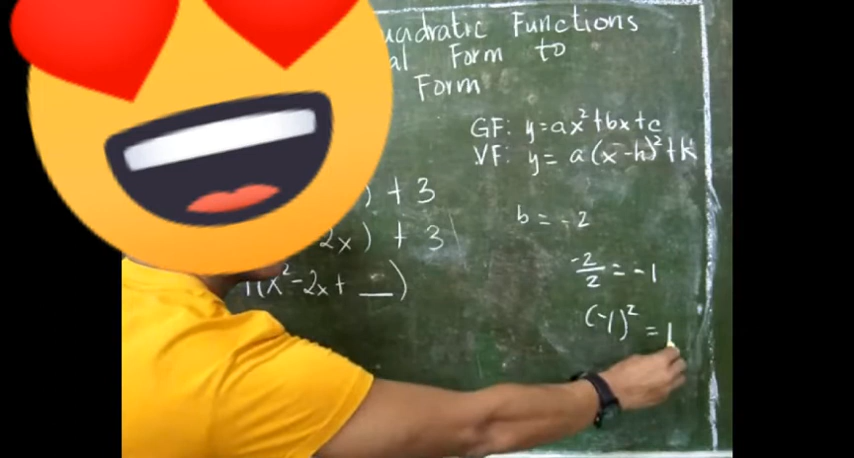 uadratic Functions
al Form to
Form
GF: y=ax²+bx+c
VF: y= a(x-h)²+k
) + 3
b = -2
2x) + 3
-2/2 = -1
(x²-2x+ __)
(-1)² = 1